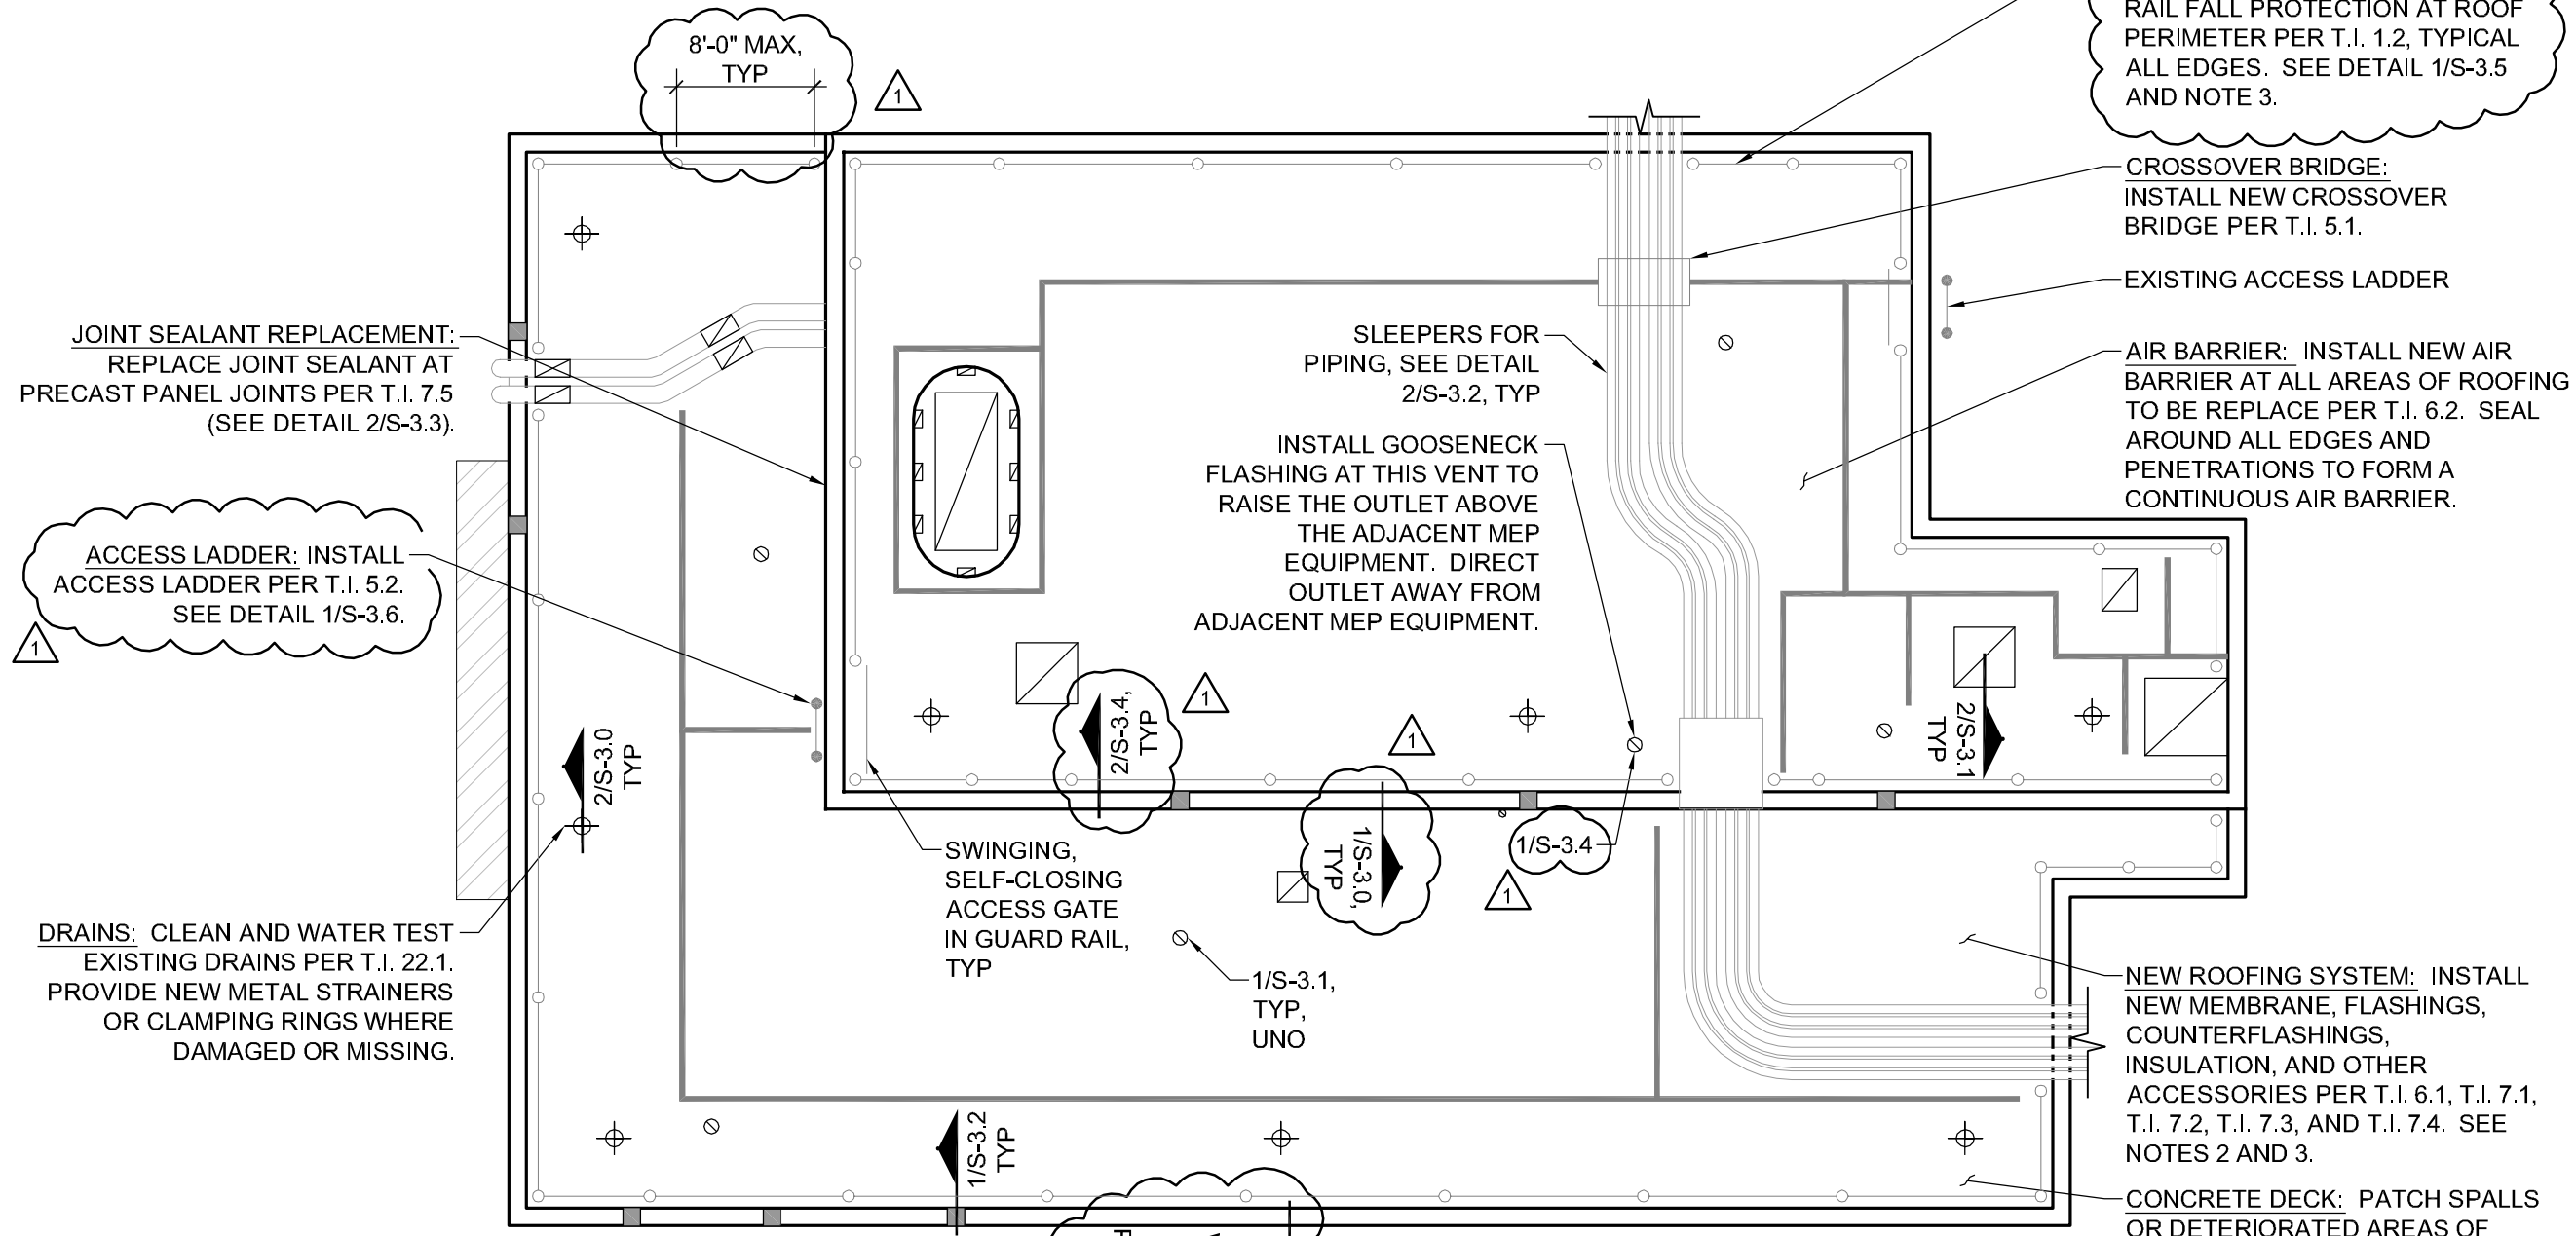 8'-0" MAX,
TYP
1
RAIL FALL PROTECTION AT ROOF
PERIMETER PER T.I. 1.2, TYPICAL
ALL EDGES. SEE DETAIL 1/S-3.5
AND NOTE 3.
CROSSOVER BRIDGE:
INSTALL NEW CROSSOVER
BRIDGE PER T.I. 5.1.
EXISTING ACCESS LADDER
JOINT SEALANT REPLACEMENT:
REPLACE JOINT SEALANT AT
PRECAST PANEL JOINTS PER T.I. 7.5
(SEE DETAIL 2/S-3.3).
SLEEPERS FOR
PIPING, SEE DETAIL
2/S-3.2, TYP
AIR BARRIER: INSTALL NEW AIR
BARRIER AT ALL AREAS OF ROOFING
TO BE REPLACE PER T.I. 6.2. SEAL
AROUND ALL EDGES AND
PENETRATIONS TO FORM A
CONTINUOUS AIR BARRIER.
INSTALL GOOSENECK
FLASHING AT THIS VENT TO
RAISE THE OUTLET ABOVE
THE ADJACENT MEP
EQUIPMENT. DIRECT
OUTLET AWAY FROM
ADJACENT MEP EQUIPMENT.
ACCESS LADDER: INSTALL
ACCESS LADDER PER T.I. 5.2.
SEE DETAIL 1/S-3.6.
1
2/S-3.4,
TYP
1
1
2/S-3.1
TYP
2/S-3.0
TYP
1/S-3.0,
TYP
1/S-3.4
1
SWINGING,
SELF-CLOSING
ACCESS GATE
IN GUARD RAIL,
TYP
DRAINS: CLEAN AND WATER TEST
EXISTING DRAINS PER T.I. 22.1.
PROVIDE NEW METAL STRAINERS
OR CLAMPING RINGS WHERE
DAMAGED OR MISSING.
1/S-3.1,
TYP,
UNO
NEW ROOFING SYSTEM: INSTALL
NEW MEMBRANE, FLASHINGS,
COUNTERFLASHINGS,
INSULATION, AND OTHER
ACCESSORIES PER T.I. 6.1, T.I. 7.1,
T.I. 7.2, T.I. 7.3, AND T.I. 7.4. SEE
NOTES 2 AND 3.
1/S-3.2
TYP
CONCRETE DECK: PATCH SPALLS
OR DETERIORATED AREAS OF